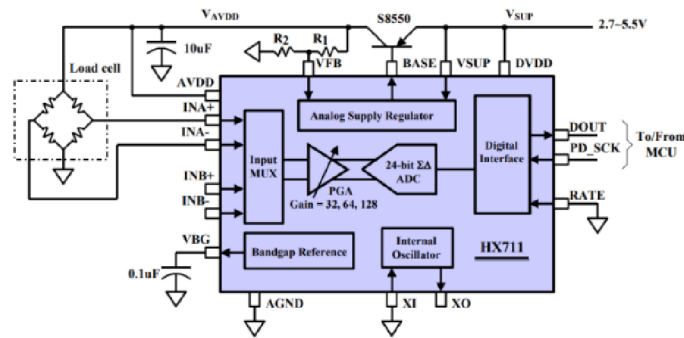 V_AVDD S8550 V_SUP 2.7~5.5V
R₂ R₁
10uF
Load cell
VFB BASE VSUP DVDD
AVDD
INA+
INA-
INB+
INB-
VBG
Analog Supply Regulator
Input
MUX
PGA
Gain = 32, 64, 128
24-bit ΣΔ
ADC
Digital
Interface
DOUT
PD_SCK
RATE
To/From
MCU
Bandgap Reference
Internal
Oscillator
HX711
0.1uF
AGND XI XO